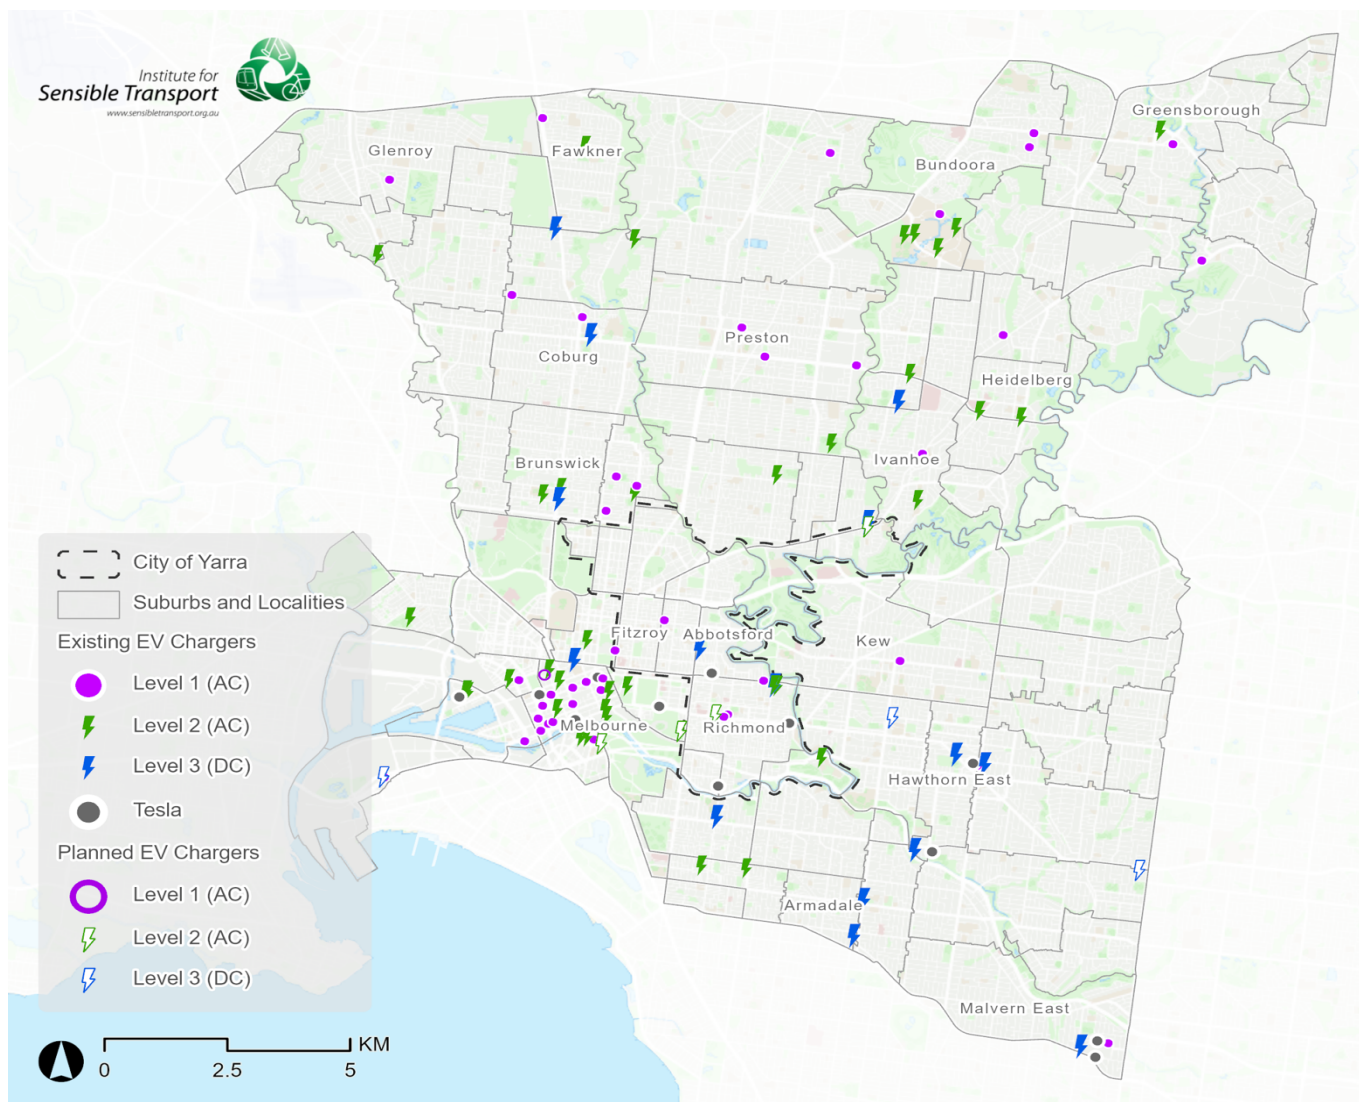 Institute for
Sensible Transport
www.sensibletransport.org.au
Greensborough
Glenroy
Fawkner
Bundoora
Preston
Coburg
Heidelberg
Brunswick
Ivanhoe
Fitzroy
Abbotsford
Kew
Melbourne
Richmond
Hawthorn East
Armadale
Malvern East
City of Yarra
Suburbs and Localities
Existing EV Chargers
Level 1 (AC)
Level 2 (AC)
Level 3 (DC)
Tesla
Planned EV Chargers
Level 1 (AC)
Level 2 (AC)
Level 3 (DC)
KM
0 2.5 5